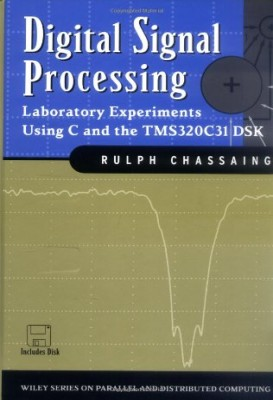 Digital Signal
Processing
Laboratory Experiments
Using C and the TMS320C31 DSK
RULPH CHASSAING
Includes Disk
WILEY SERIES ON PARALLEL AND DISTRIBUTED COMPUTING